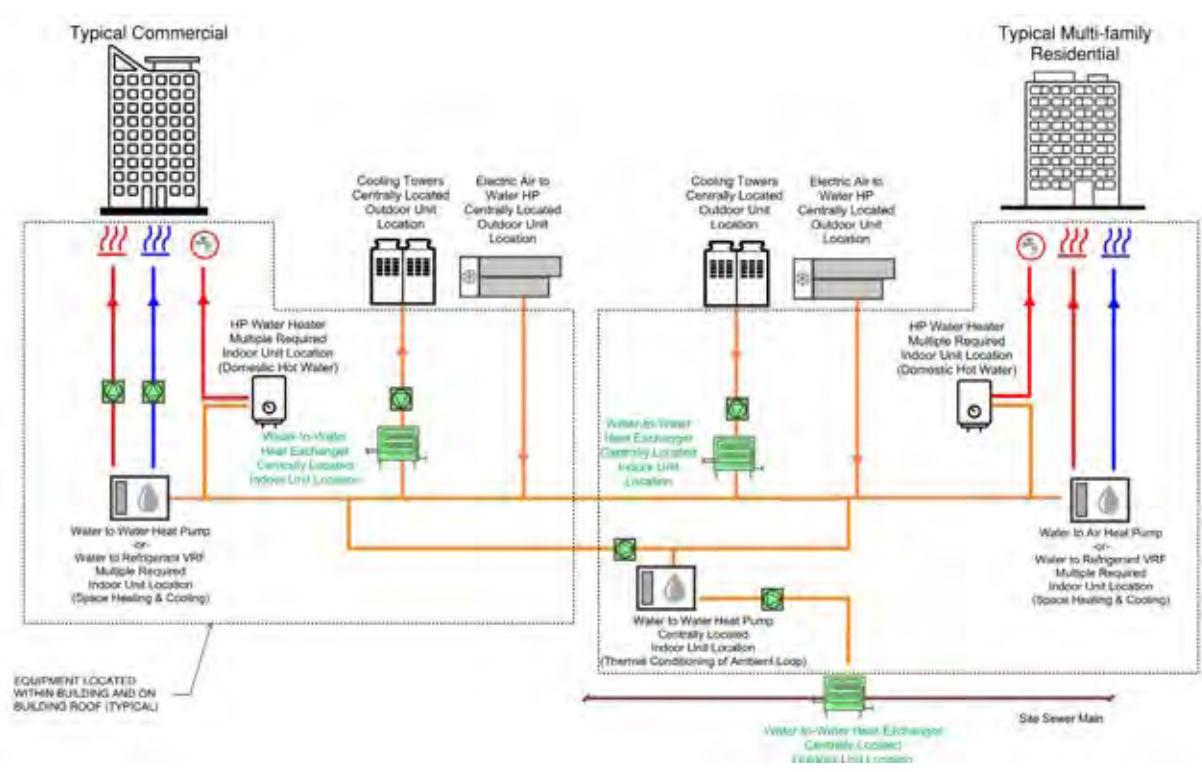 Typical Commercial
Typical Multi-family
Residential
Cooling Towers
Centrally Located
Outdoor Unit
Location
Electric Air to
Water HP
Centrally Located
Outdoor Unit
Location
Cooling Towers
Centrally Located
Outdoor Unit
Location
Electric Air to
Water HP
Centrally Located
Outdoor Unit
Location
HP Water Heater
Multiple Required
Indoor Unit Location
(Domestic Hot Water)
HP Water Heater
Multiple Required
Indoor Unit Location
(Domestic Hot Water)
Water-to-Water
Heat Exchanger
Centrally Located
Indoor Unit Location
Water-to-Water
Heat Exchanger
Centrally Located
Indoor Unit
Location
Water to Water Heat Pump
-or-
Water to Refrigerant VRF
Multiple Required
Indoor Unit Location
(Space Heating & Cooling)
Water to Air Heat Pump
-or-
Water to Refrigerant VRF
Multiple Required
Indoor Unit Location
(Space Heating & Cooling)
Water to Water Heat Pump
Centrally Located
Indoor Unit Location
(Thermal Conditioning of Ambient Loop)
EQUIPMENT LOCATED
WITHIN BUILDING AND ON
BUILDING ROOF (TYPICAL)
Site Sewer Main
Water-to-Water Heat Exchanger
Centrally Located
Outdoor Unit Location